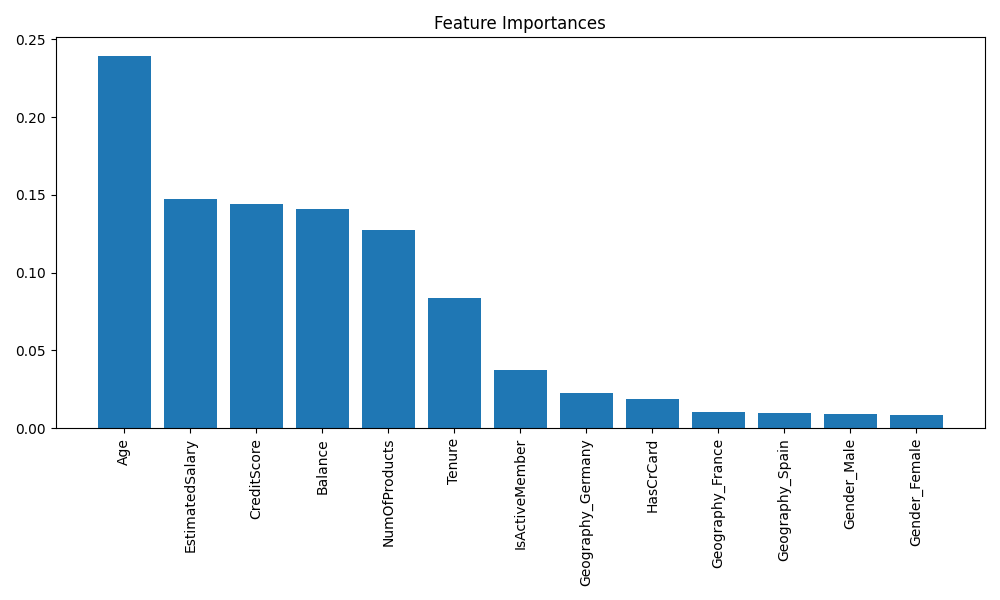 Feature Importances
0.25
0.20
0.15
0.10
0.05
0.00
Age
EstimatedSalary
CreditScore
Balance
NumOfProducts
Tenure
IsActiveMember
Geography_Germany
HasCrCard
Geography_France
Geography_Spain
Gender_Male
Gender_Female